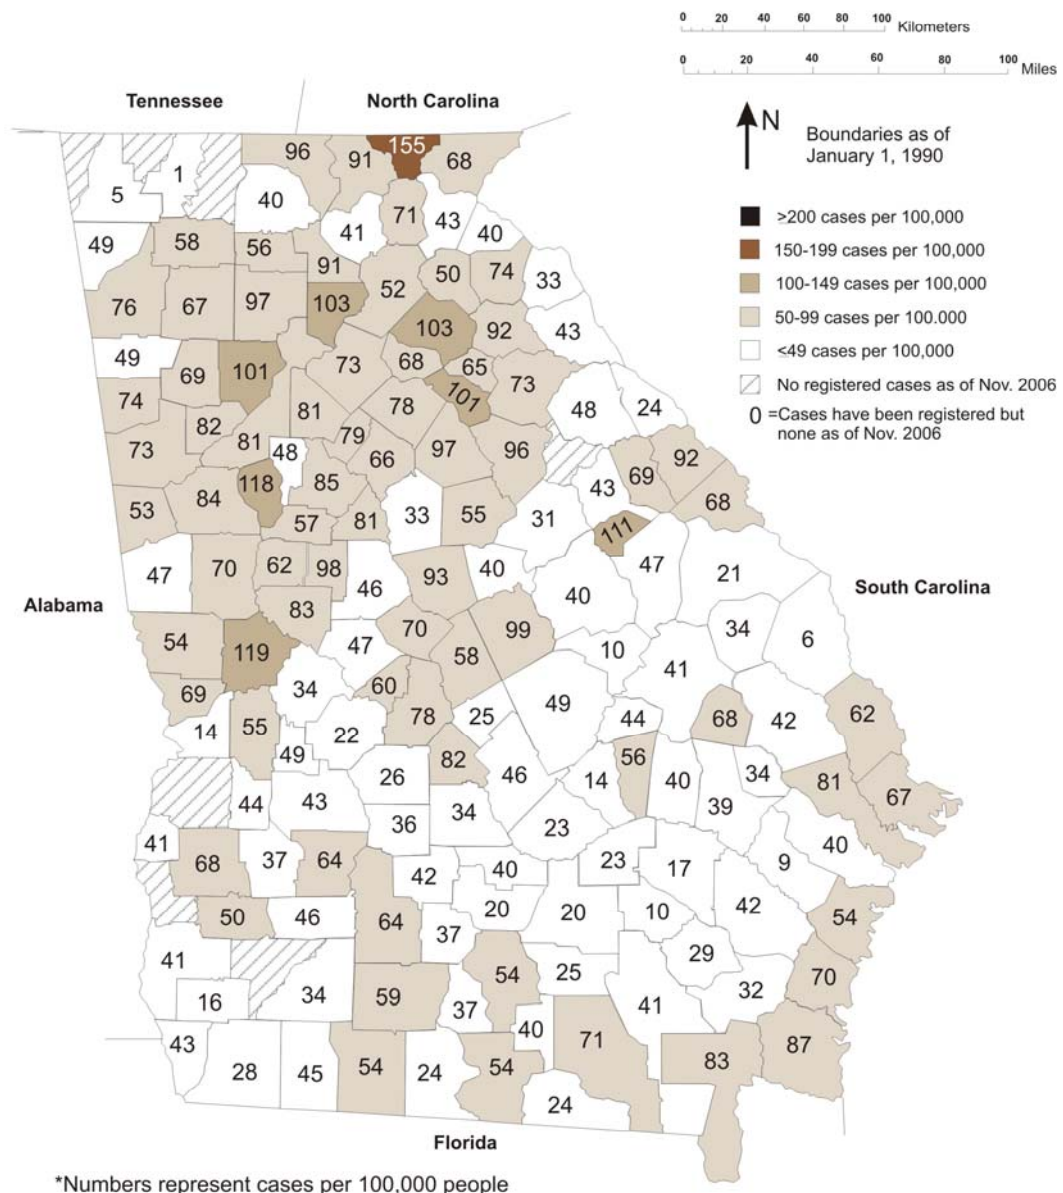 0 20 40 60 80 100 Kilometers
0 20 40 60 80 100 Miles
Tennessee
North Carolina
N
Boundaries as of
January 1, 1990
≥200 cases per 100,000
150-199 cases per 100,000
100-149 cases per 100,000
50-99 cases per 100.000
<49 cases per 100,000
No registered cases as of Nov. 2006
0 =Cases have been registered but
none as of Nov. 2006
155
96 91 68
5 1 40
71 43 40
49 58 56 41
91 52 50 74 33
76 67 97 103 103 92 43
49 69 101 73 68 65 73
74 82 81 78 101 48 24
73 81 48 79 66 97 96
118 85 43 69 92
53 84 57 81 33 55 31 68
111
47 70 62 98 46 93 40 40 47 21
Alabama
South Carolina
83 99 34 6
54 119 47 70 58 10 41
69 34 60 78 25 49 44 68 42 62
14 55 22
49 26 82 46 14 56 40 34 81 67
44 43 36 34 23 39
41 68 37 64 42 40 23 17 9 40
50 46 64 20 20 10 42 54
41 37 29
16 34 59 54 25 32 70
37 40 41
43 28 45 54 24 54 71 83 87
24
Florida
*Numbers represent cases per 100,000 people